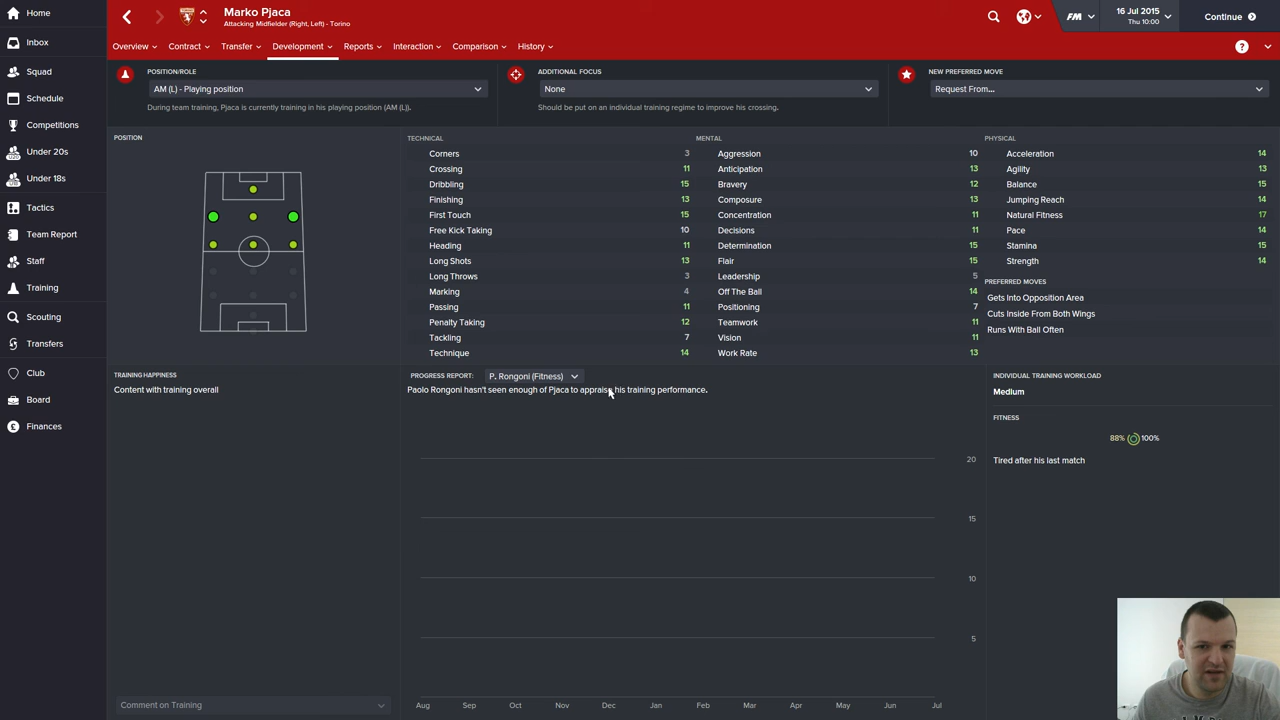 Home
Inbox
Squad
Schedule
Competitions
Under 20s
Under 18s
Tactics
Team Report
Staff
Training
Scouting
Transfers
Club
Board
Finances
Marko Pjaca
Attacking Midfielder (Right, Left) - Torino
FM
16 Jul 2015
Thu 10:00
Continue
Overview Contract Transfer Development Reports Interaction Comparison History
?
POSITION/ROLE
AM (L) - Playing position
During team training, Pjaca is currently training in his playing position (AM (L)).
ADDITIONAL FOCUS
None
Should be put on an individual training regime to improve his crossing.
NEW PREFERRED MOVE
Request From...
POSITION
TECHNICAL
Corners 3
Crossing 11
Dribbling 15
Finishing 13
First Touch 15
Free Kick Taking 10
Heading 11
Long Shots 13
Long Throws 3
Marking 4
Passing 11
Penalty Taking 12
Tackling 7
Technique 14
MENTAL
Aggression 10
Anticipation 13
Bravery 12
Composure 13
Concentration 11
Decisions 11
Determination 15
Flair 15
Leadership 5
Off The Ball 14
Positioning 7
Teamwork 11
Vision 11
Work Rate 13
PHYSICAL
Acceleration 14
Agility 13
Balance 15
Jumping Reach 14
Natural Fitness 17
Pace 14
Stamina 15
Strength 14
PREFERRED MOVES
Gets Into Opposition Area
Cuts Inside From Both Wings
Runs With Ball Often
TRAINING HAPPINESS
Content with training overall
Comment on Training
PROGRESS REPORT: P. Rongoni (Fitness)
Paolo Rongoni hasn't seen enough of Pjaca to appraise his training performance.
20
15
10
5
Aug Sep Oct Nov Dec Jan Feb Mar Apr May Jun Jul
INDIVIDUAL TRAINING WORKLOAD
Medium
FITNESS
88% 100%
Tired after his last match